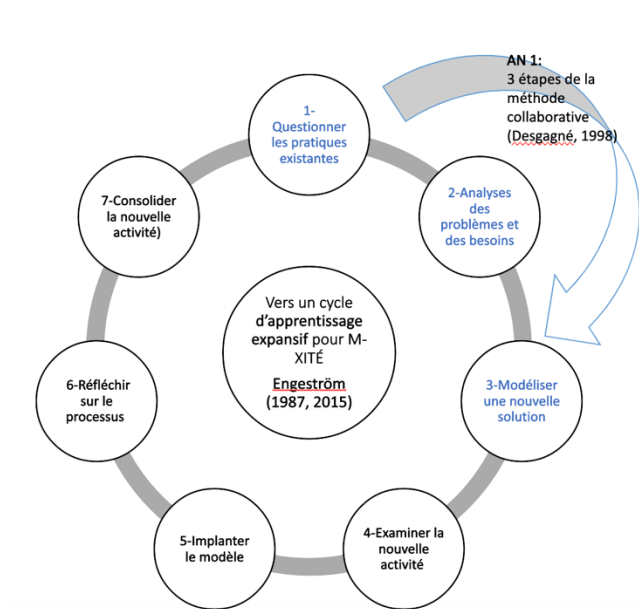 AN 1:
3 étapes de la
méthode
collaborative
(Desgagné, 1998)
1-
Questionner
les pratiques
existantes
2-Analyses
des
problèmes et
des besoins
3-Modéliser
une nouvelle
solution
4-Examiner la
nouvelle
activité
5-Implanter
le modèle
6-Réfléchir
sur le
processus
7-Consolider
la nouvelle
activité)
Vers un cycle
d'apprentissage
expansif pour M-
XITÉ
Engeström
(1987, 2015)